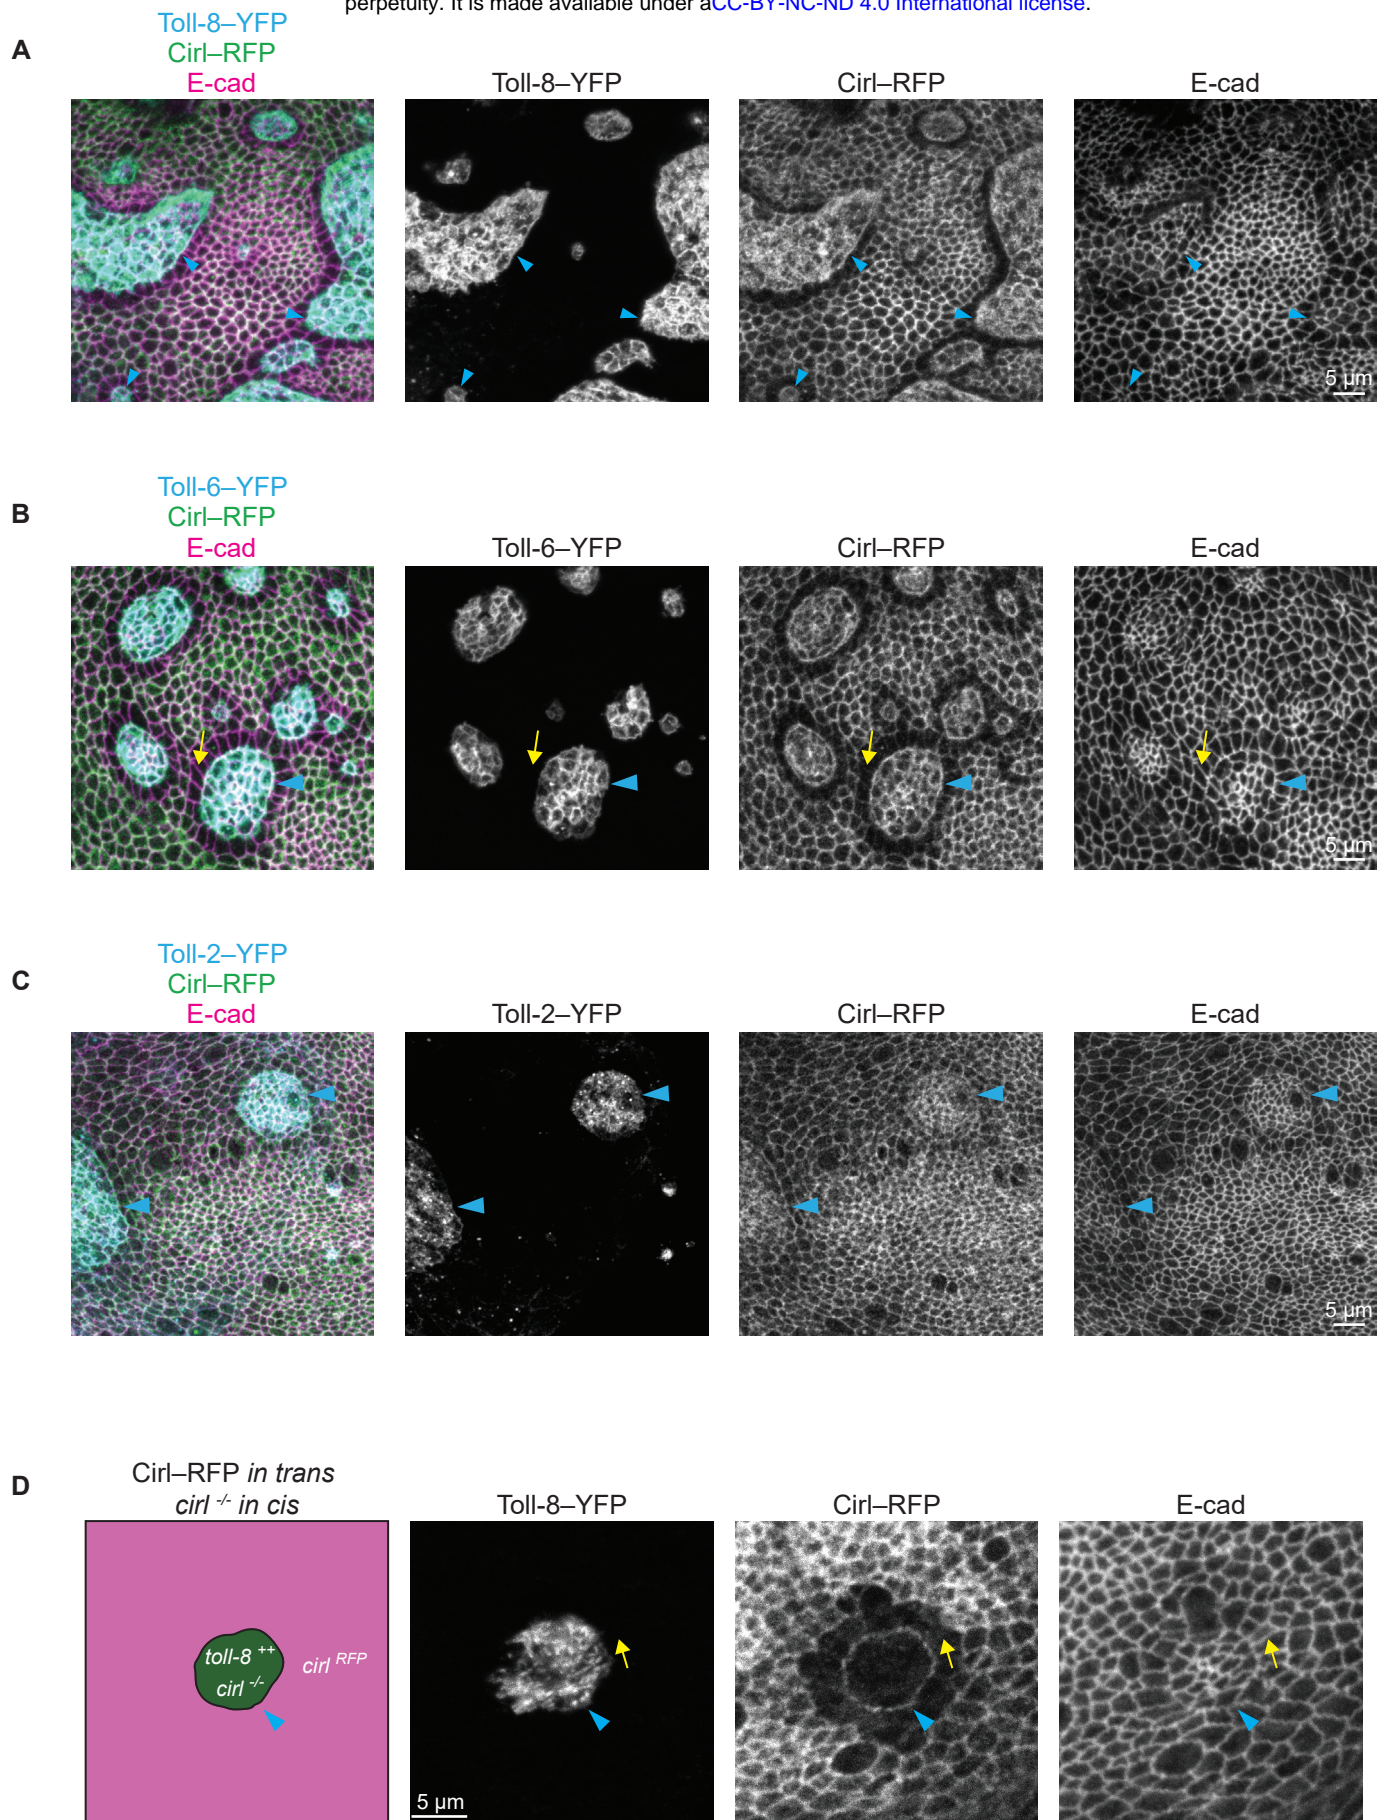 perpetuity. It is made available under aCC-BY-NC-ND 4.0 International license.
A
Toll-8–YFP
Cirl–RFP
E-cad
Toll-8–YFP
Cirl–RFP
E-cad
5 µm
B
Toll-6–YFP
Cirl–RFP
E-cad
Toll-6–YFP
Cirl–RFP
E-cad
5 µm
C
Toll-2–YFP
Cirl–RFP
E-cad
Toll-2–YFP
Cirl–RFP
E-cad
5 µm
D
Cirl–RFP in trans
cirl -/- in cis
Toll-8–YFP
Cirl–RFP
E-cad
toll-8 ++
cirl -/-
cirl RFP
5 µm